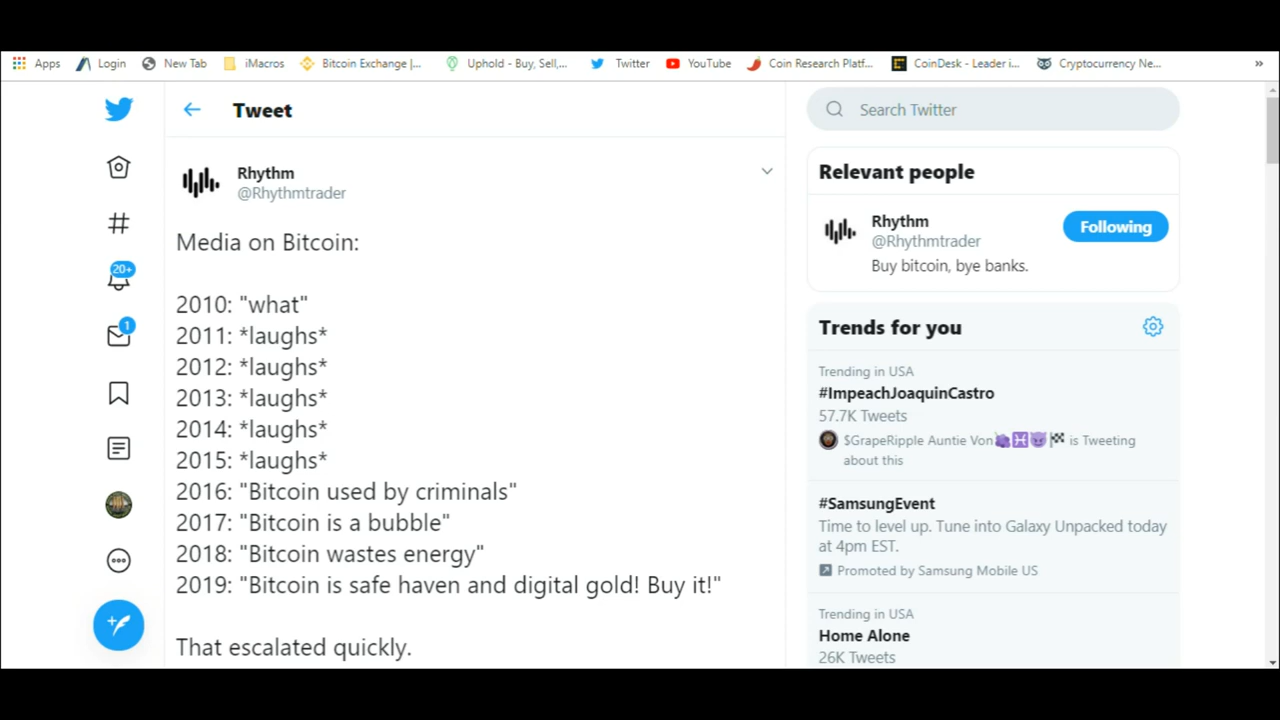 Apps Login New Tab iMacros Bitcoin Exchange |... Uphold - Buy, Sell,... Twitter YouTube Coin Research Platf... CoinDesk - Leader i... Cryptocurrency Ne... »
Tweet
Rhythm
@Rhythmtrader
Media on Bitcoin:
2010: "what"
2011: *laughs*
2012: *laughs*
2013: *laughs*
2014: *laughs*
2015: *laughs*
2016: "Bitcoin used by criminals"
2017: "Bitcoin is a bubble"
2018: "Bitcoin wastes energy"
2019: "Bitcoin is safe haven and digital gold! Buy it!"
That escalated quickly.
20+
1
Search Twitter
Relevant people
Rhythm
@Rhythmtrader
Following
Buy bitcoin, bye banks.
Trends for you
Trending in USA
#ImpeachJoaquinCastro
57.7K Tweets
$GrapeRipple Auntie Von🍇♓😈🏁 is Tweeting
about this
#SamsungEvent
Time to level up. Tune into Galaxy Unpacked today
at 4pm EST.
Promoted by Samsung Mobile US
Trending in USA
Home Alone
26K Tweets